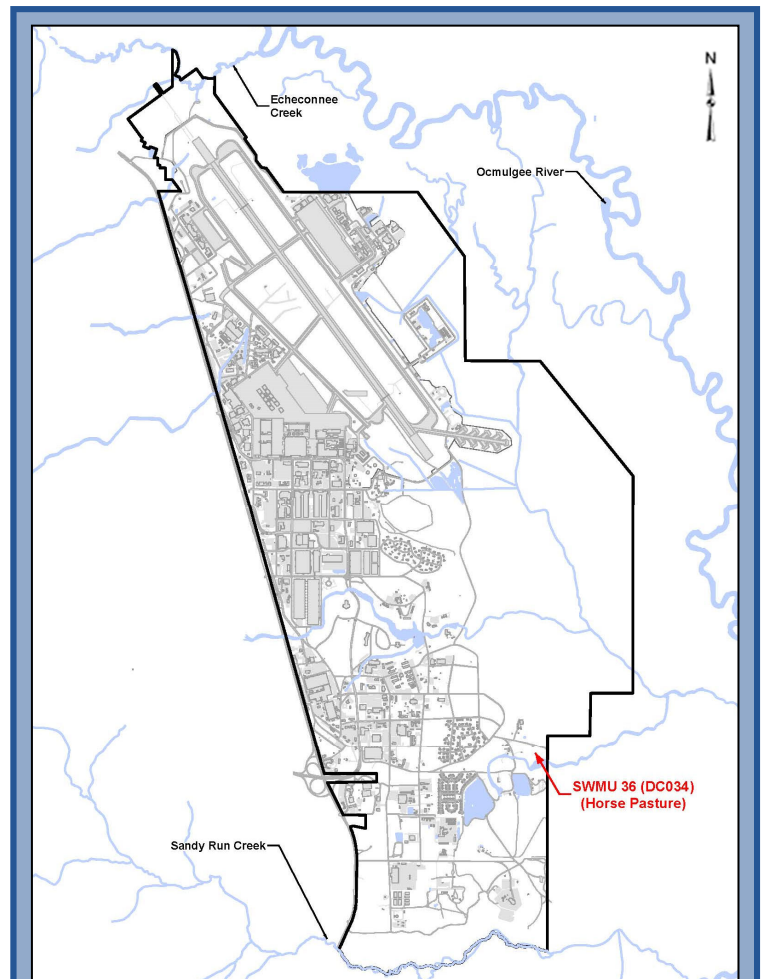 N
Echeconnee
Creek
Ocmulgee River
SWMU 36 (DC034)
(Horse Pasture)
Sandy Run Creek